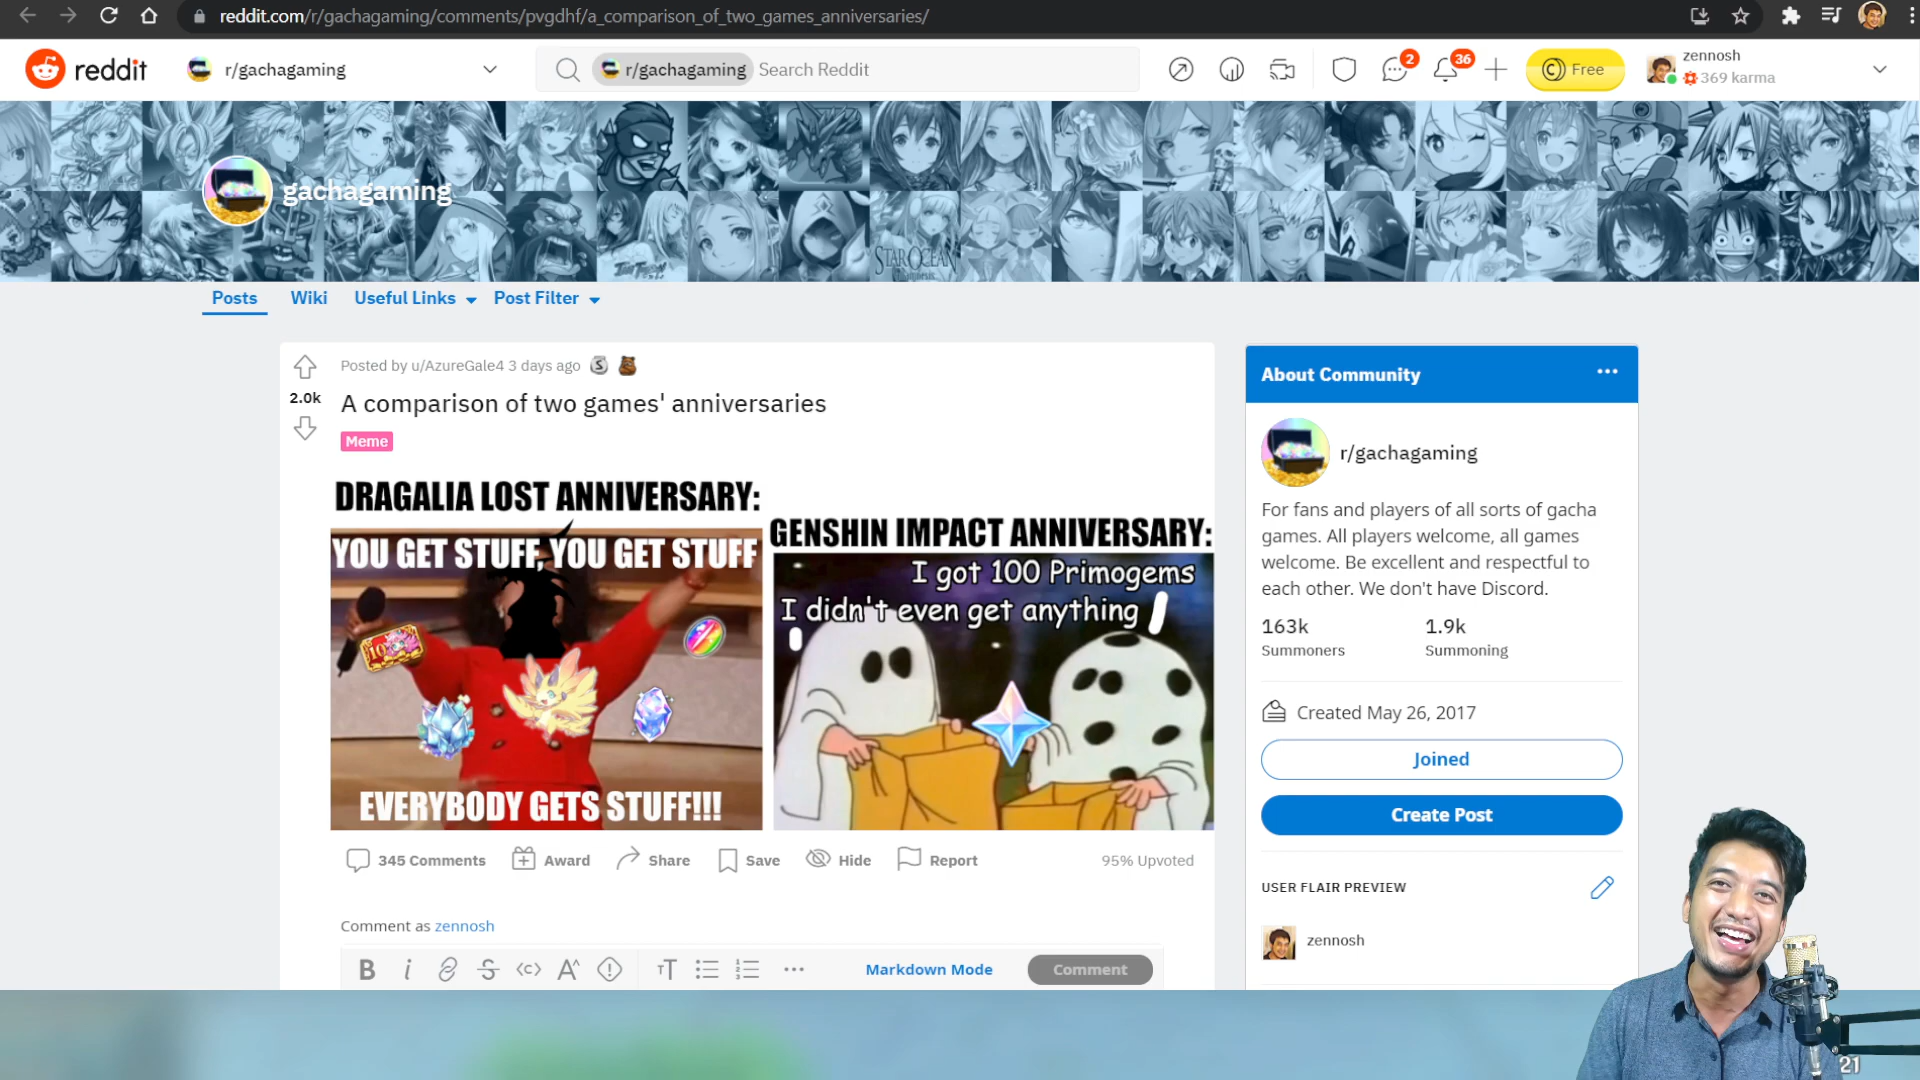 reddit.com/r/gachagaming/comments/pvgdhf/a_comparison_of_two_games_anniversaries/
reddit
r/gachagaming
r/gachagaming Search Reddit
2
36
Free
zennosh
369 karma
gachagaming
STAR OCEAN
Posts Wiki Useful Links Post Filter
Posted by u/AzureGale4 3 days ago
2.0k
A comparison of two games' anniversaries
Meme
DRAGALIA LOST ANNIVERSARY:
YOU GET STUFF, YOU GET STUFF
10
EVERYBODY GETS STUFF!!!
GENSHIN IMPACT ANNIVERSARY:
I got 100 Primogems
I didn't even get anything
345 Comments Award Share Save Hide Report 95% Upvoted
Comment as zennosh
Markdown Mode Comment
About Community
r/gachagaming
For fans and players of all sorts of gacha
games. All players welcome, all games
welcome. Be excellent and respectful to
each other. We don't have Discord.
163k 1.9k
Summoners Summoning
Created May 26, 2017
Joined
Create Post
USER FLAIR PREVIEW
zennosh
21